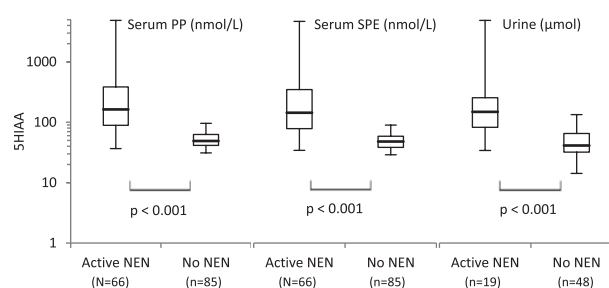 Serum PP (nmol/L) Serum SPE (nmol/L) Urine (µmol)
1000
100
10
1
5HIAA
p < 0.001 p < 0.001 p < 0.001
Active NEN No NEN Active NEN No NEN Active NEN No NEN
(N=66) (n=85) (N=66) (n=85) (n=19) (n=48)